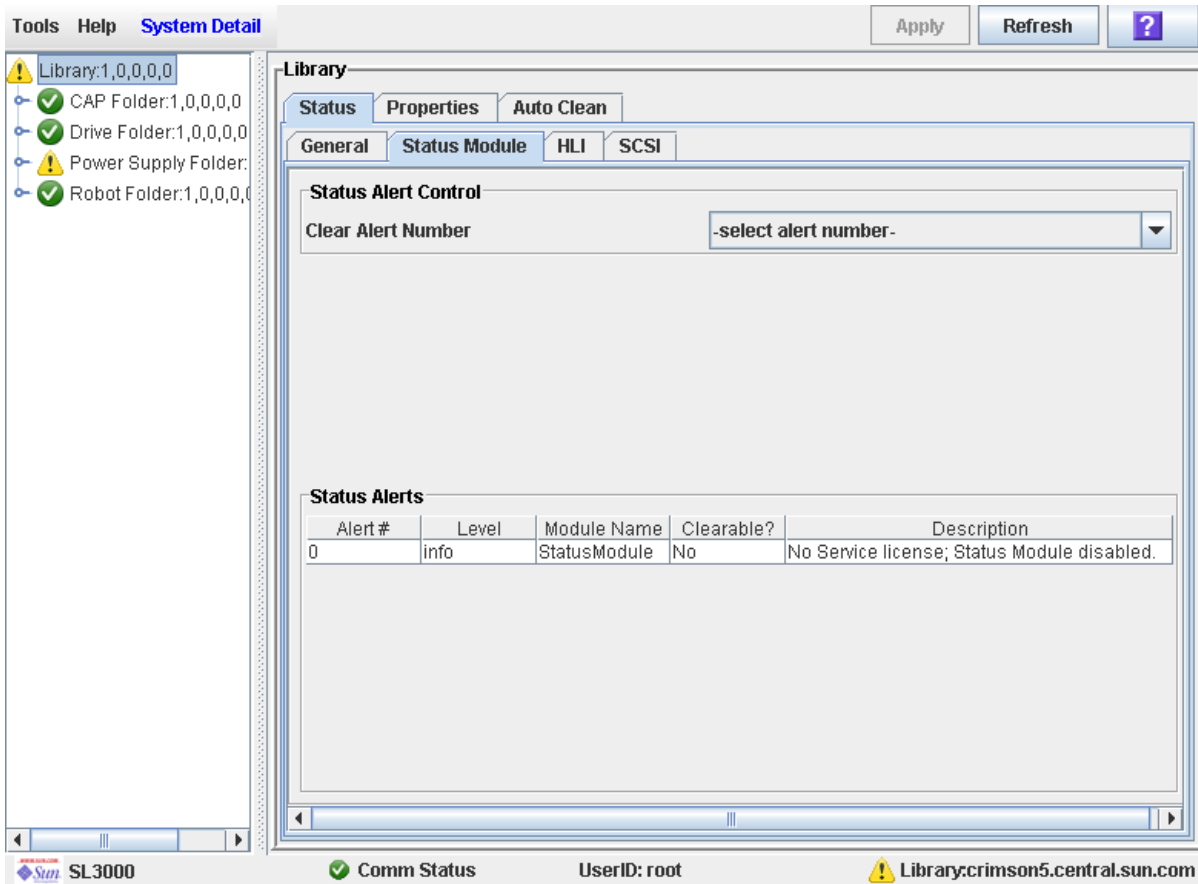 Tools Help System Detail
Apply Refresh ?
Library:1,0,0,0,0
CAP Folder:1,0,0,0,0
Drive Folder:1,0,0,0,0
Power Supply Folder:
Robot Folder:1,0,0,0,0
Library
Status Properties Auto Clean
General Status Module HLI SCSI
Status Alert Control
Clear Alert Number -select alert number-
Status Alerts
Alert # Level Module Name Clearable? Description
0 info StatusModule No No Service license; Status Module disabled.
Sun SL3000 Comm Status UserID: root Library:crimson5.central.sun.com